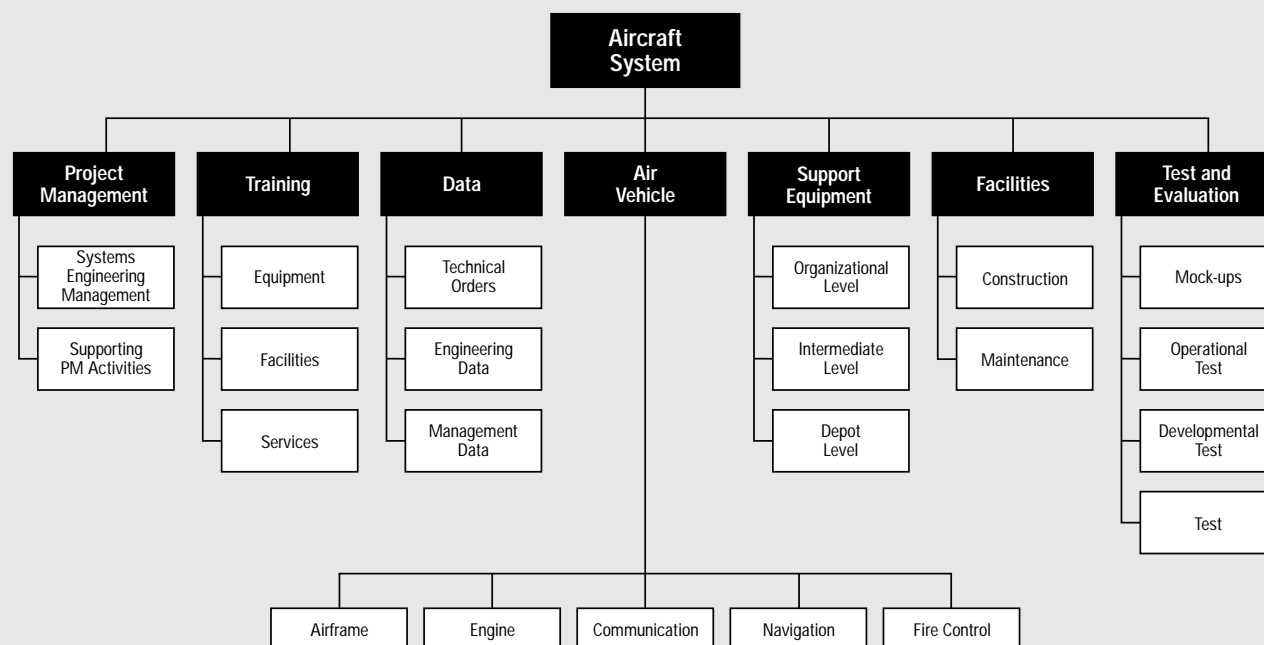 Aircraft
System
Project
Management
Training
Data
Air
Vehicle
Support
Equipment
Facilities
Test and
Evaluation
Systems
Engineering
Management
Equipment
Technical
Orders
Organizational
Level
Construction
Mock-ups
Supporting
PM Activities
Facilities
Engineering
Data
Intermediate
Level
Maintenance
Operational
Test
Services
Management
Data
Depot
Level
Developmental
Test
Test
Airframe
Engine
Communication
Navigation
Fire Control